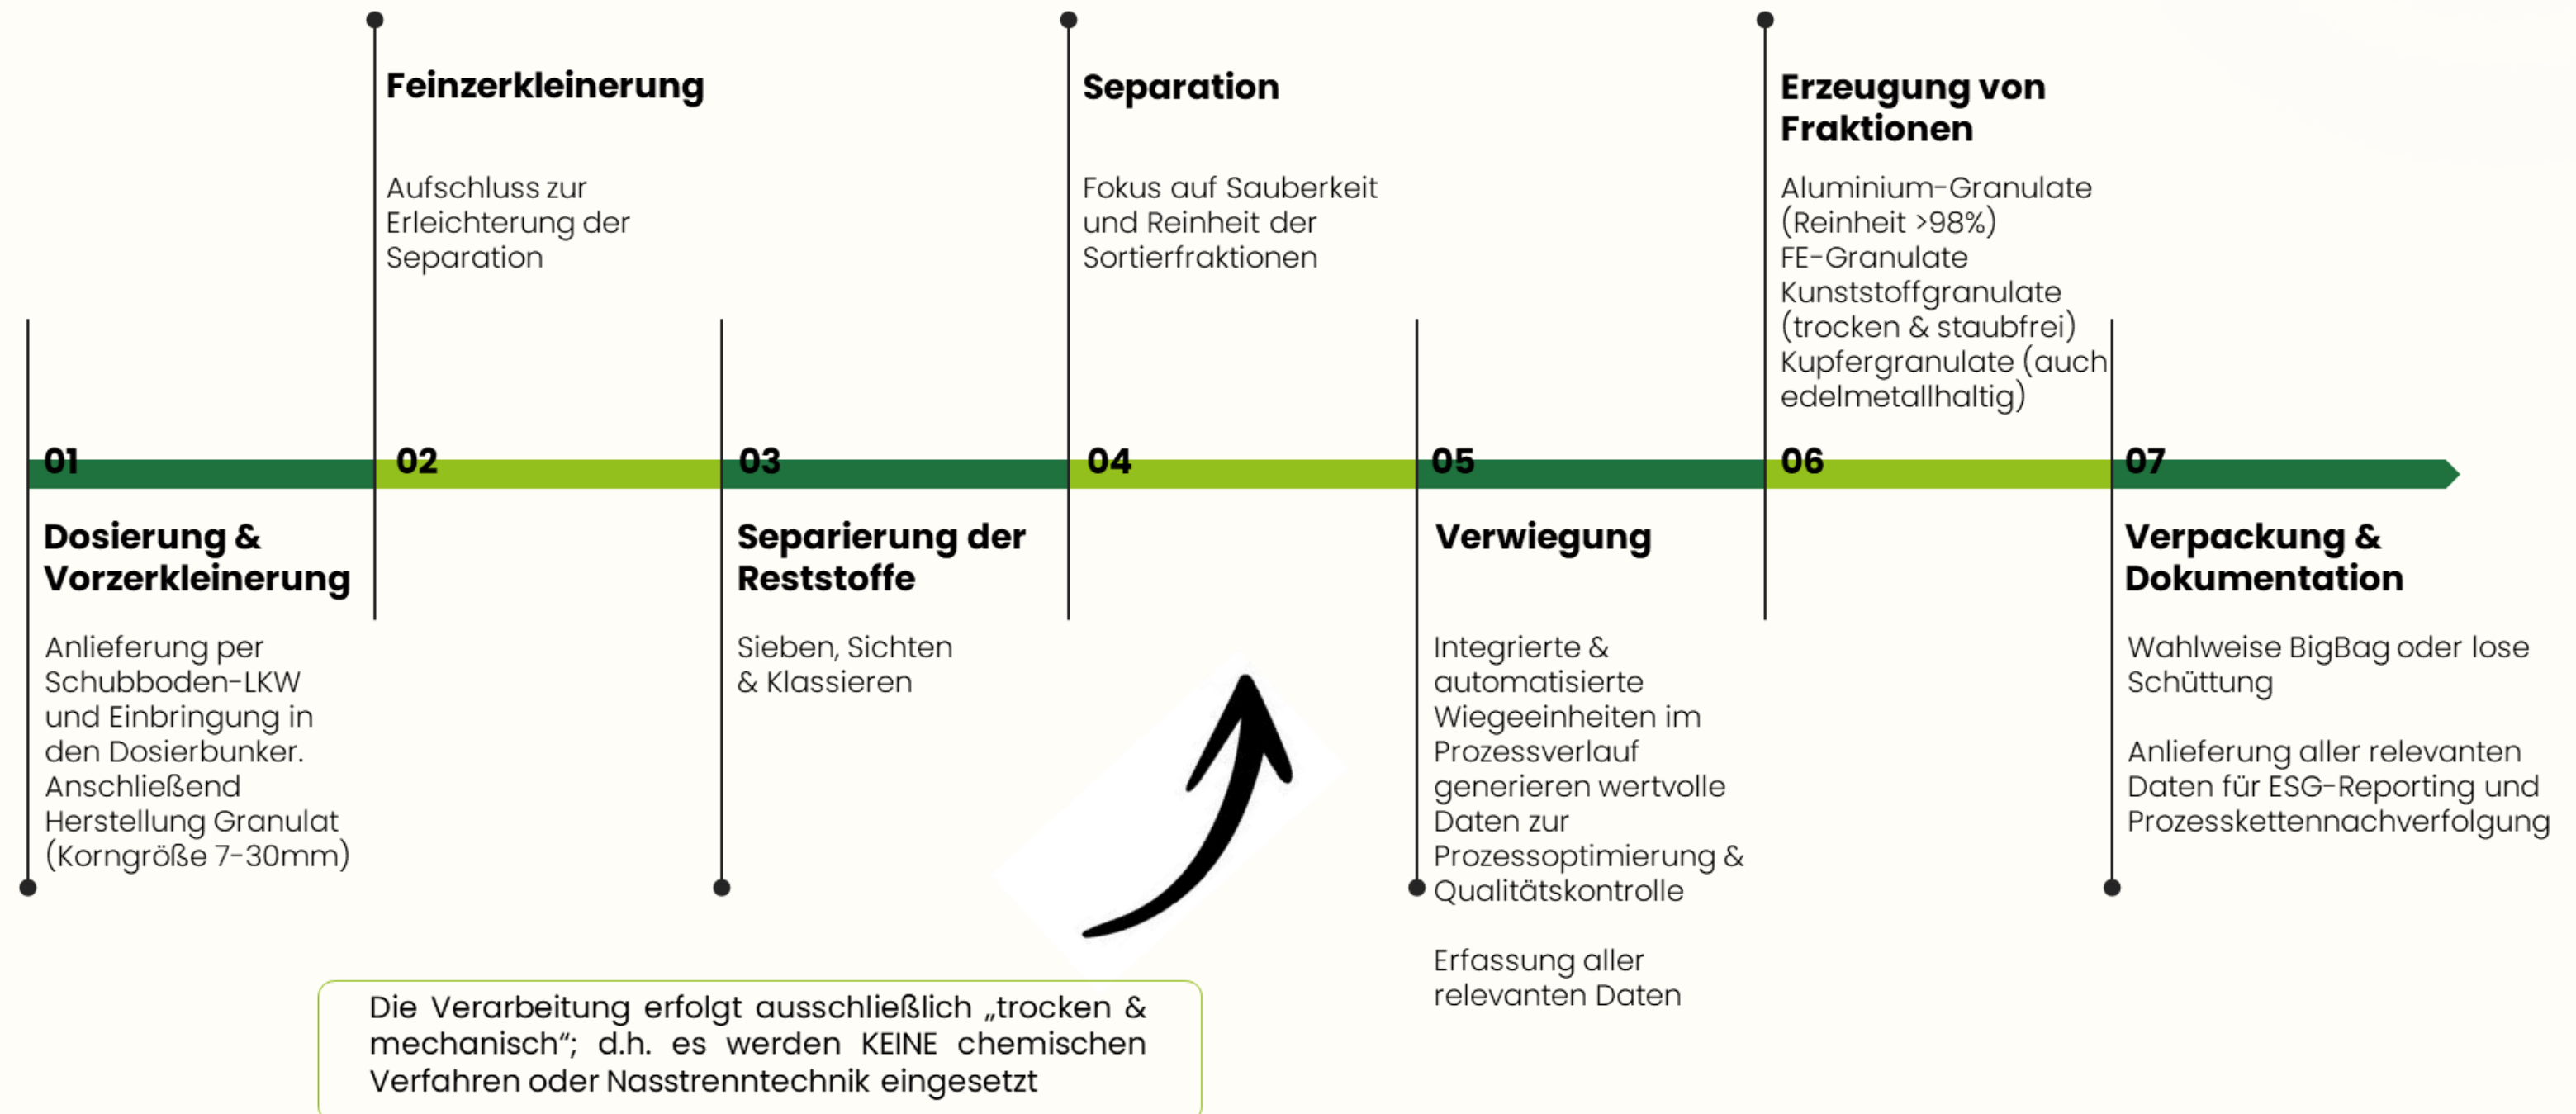 01
Dosierung &
Vorzerkleinerung
Anlieferung per
Schubboden-LKW
und Einbringung in
den Dosierbunker.
Anschließend
Herstellung Granulat
(Korngröße 7-30mm)
Feinzerkleinerung
Aufschluss zur
Erleichterung der
Separation
02
03
Separierung der
Reststoffe
Sieben, Sichten
& Klassieren
Separation
Fokus auf Sauberkeit
und Reinheit der
Sortierfraktionen
04
05
Verwiegung
Integrierte &
automatisierte
Wiegeeinheiten im
Prozessverlauf
generieren wertvolle
Daten zur
Prozessoptimierung &
Qualitätskontrolle
Erfassung aller
relevanten Daten
Erzeugung von
Fraktionen
Aluminium-Granulate
(Reinheit >98%)
FE-Granulate
Kunststoffgranulate
(trocken & staubfrei)
Kupfergranulate (auch
edelmetallhaltig)
06
07
Verpackung &
Dokumentation
Wahlweise BigBag oder lose
Schüttung
Anlieferung aller relevanten
Daten für ESG-Reporting und
Prozesskettennachverfolgung
Die Verarbeitung erfolgt ausschließlich „trocken &
mechanisch“; d.h. es werden KEINE chemischen
Verfahren oder Nasstrenntechnik eingesetzt